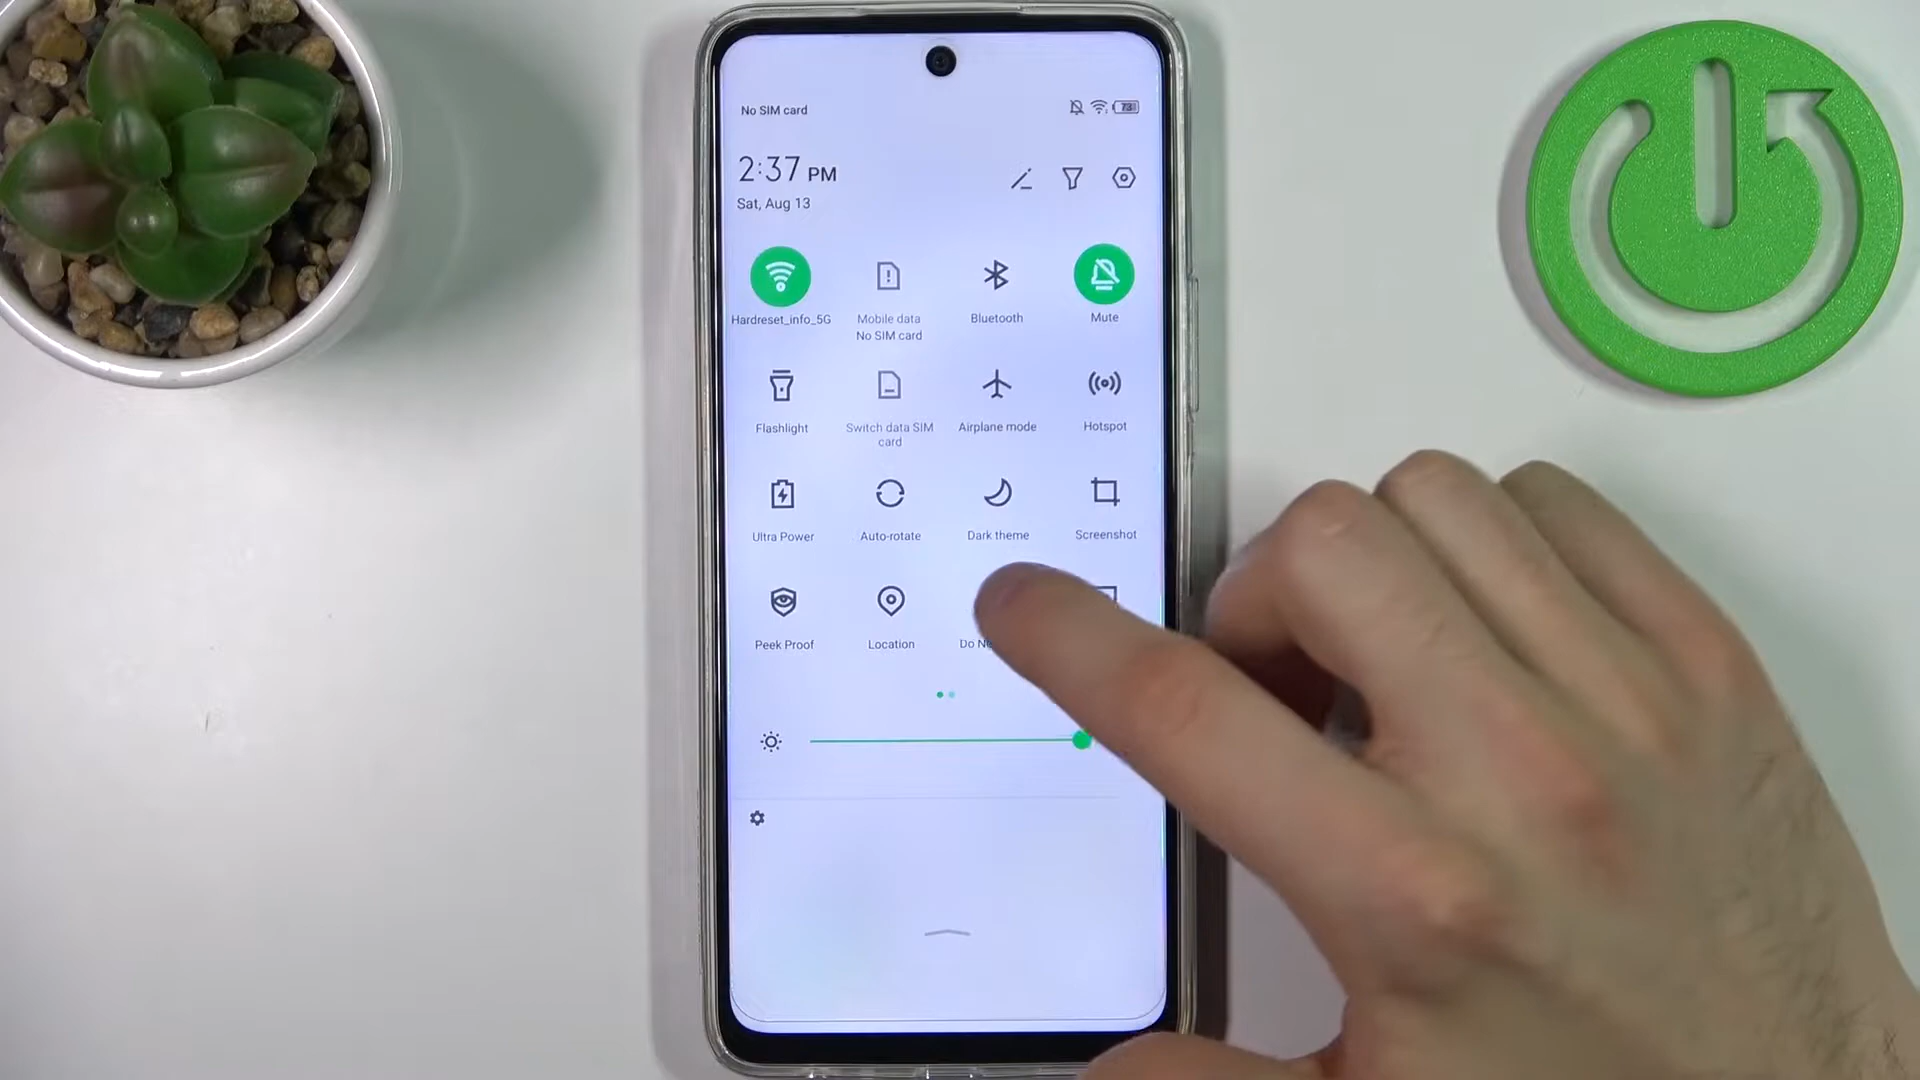 No SIM card
73
2:37 PM
Sat, Aug 13
Hardreset_info_5G
Mobile data
No SIM card
Bluetooth
Mute
Flashlight
Switch data SIM
card
Airplane mode
Hotspot
Ultra Power
Auto-rotate
Dark theme
Screenshot
Peek Proof
Location
Do